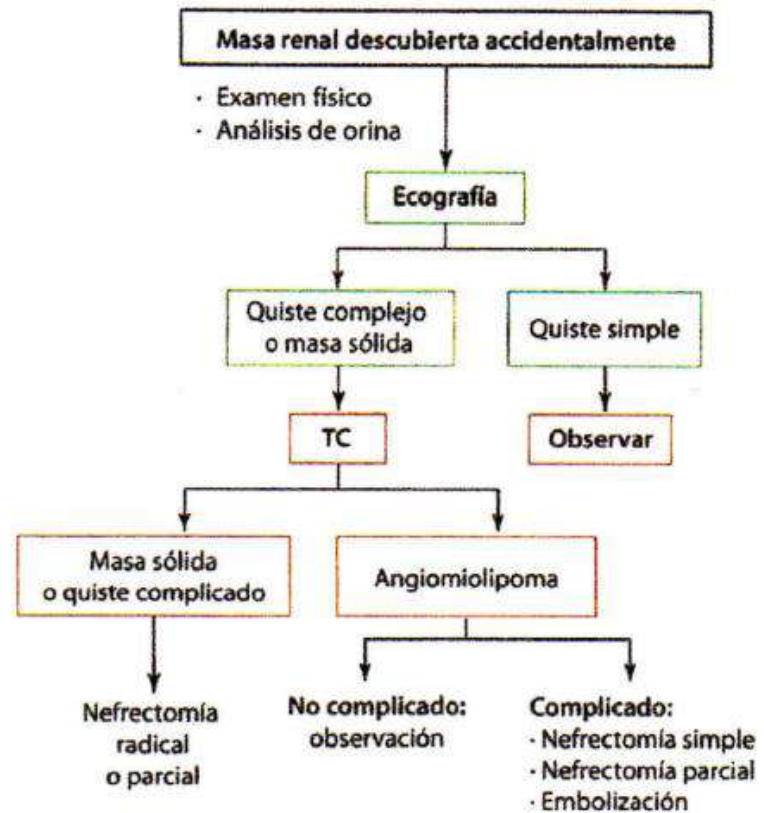 Masa renal descubierta accidentalmente
· Examen físico
· Análisis de orina
Ecografía
Quiste complejo
o masa sólida
Quiste simple
TC
Observar
Masa sólida
o quiste complicado
Angiomiolipoma
Nefrectomía
radical
o parcial
No complicado:
observación
Complicado:
· Nefrectomía simple
· Nefrectomía parcial
· Embolización